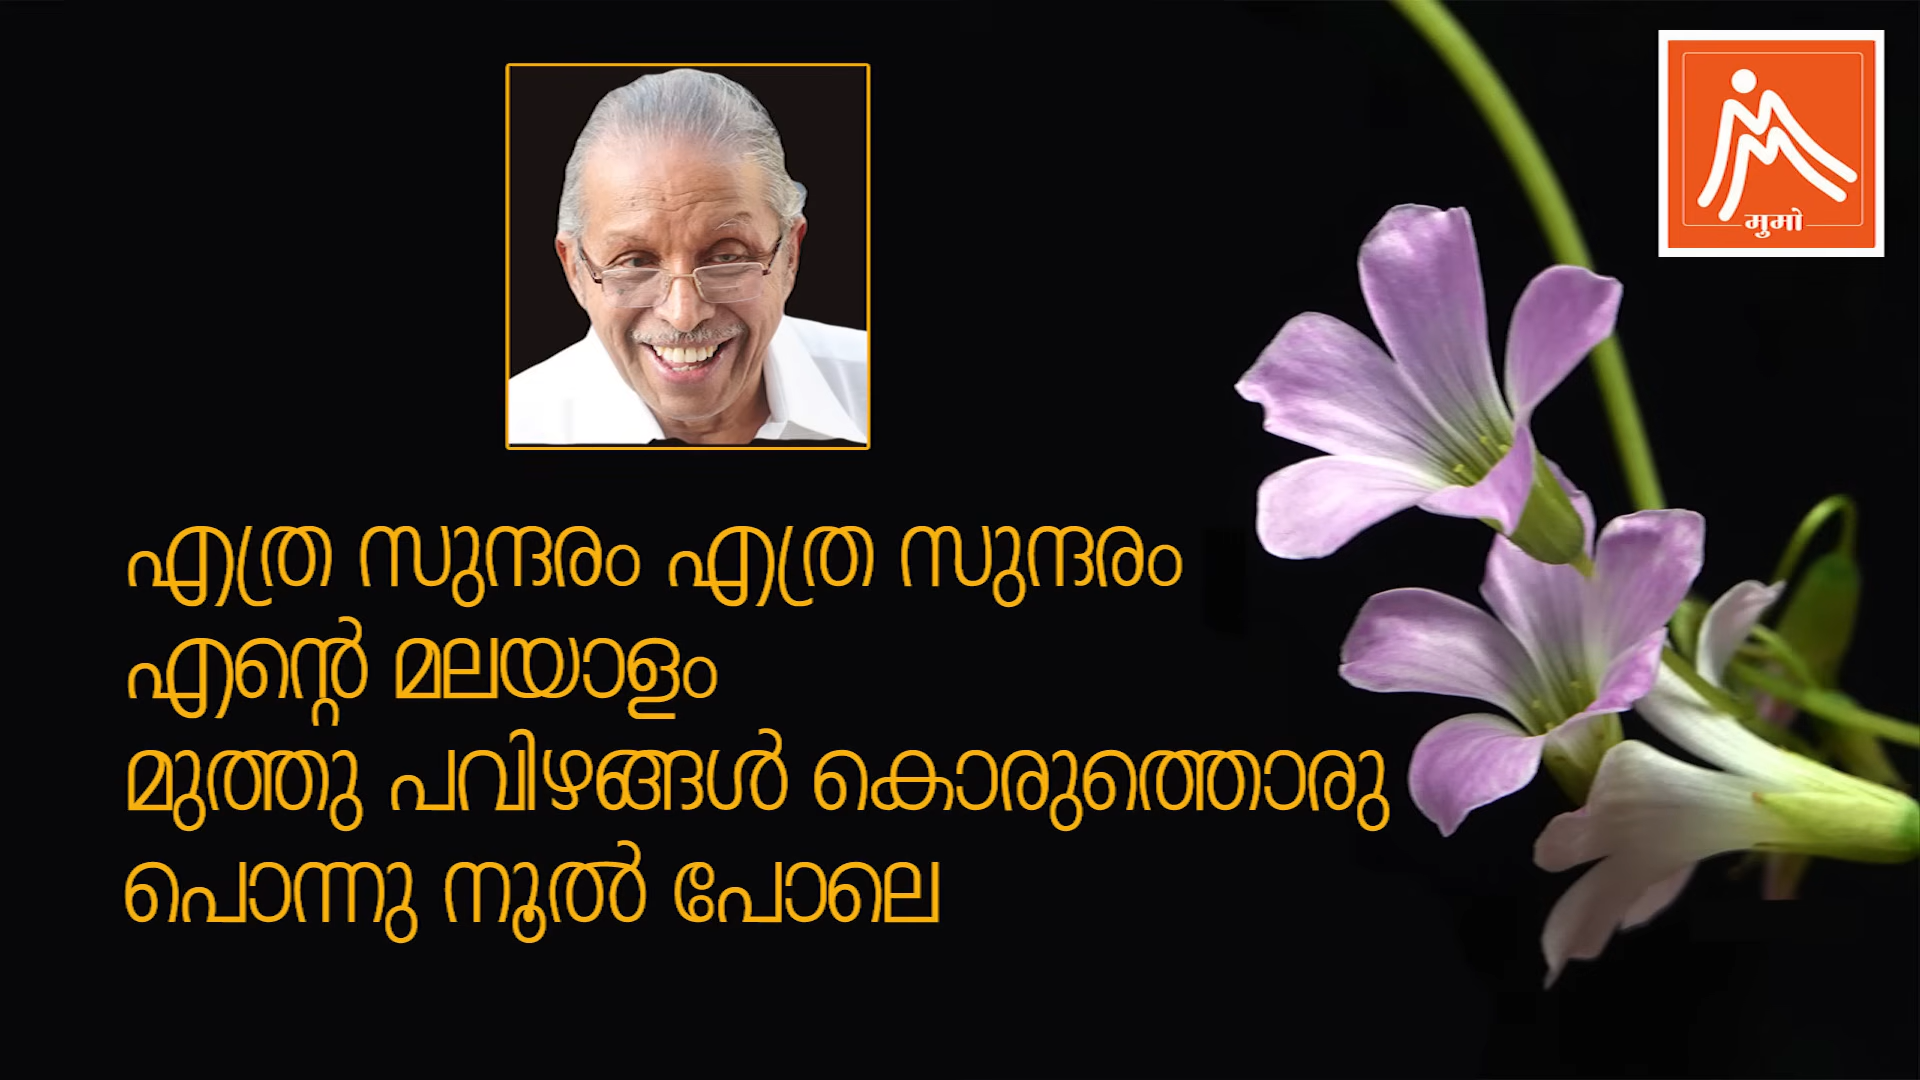 मुमो
എത്ര സുന്ദരം എത്ര സുന്ദരം
എന്റെ മലയാളം
മുത്തു പവിഴങ്ങൾ കൊരുത്തൊരു
പൊന്നു നൂൽ പോലെ